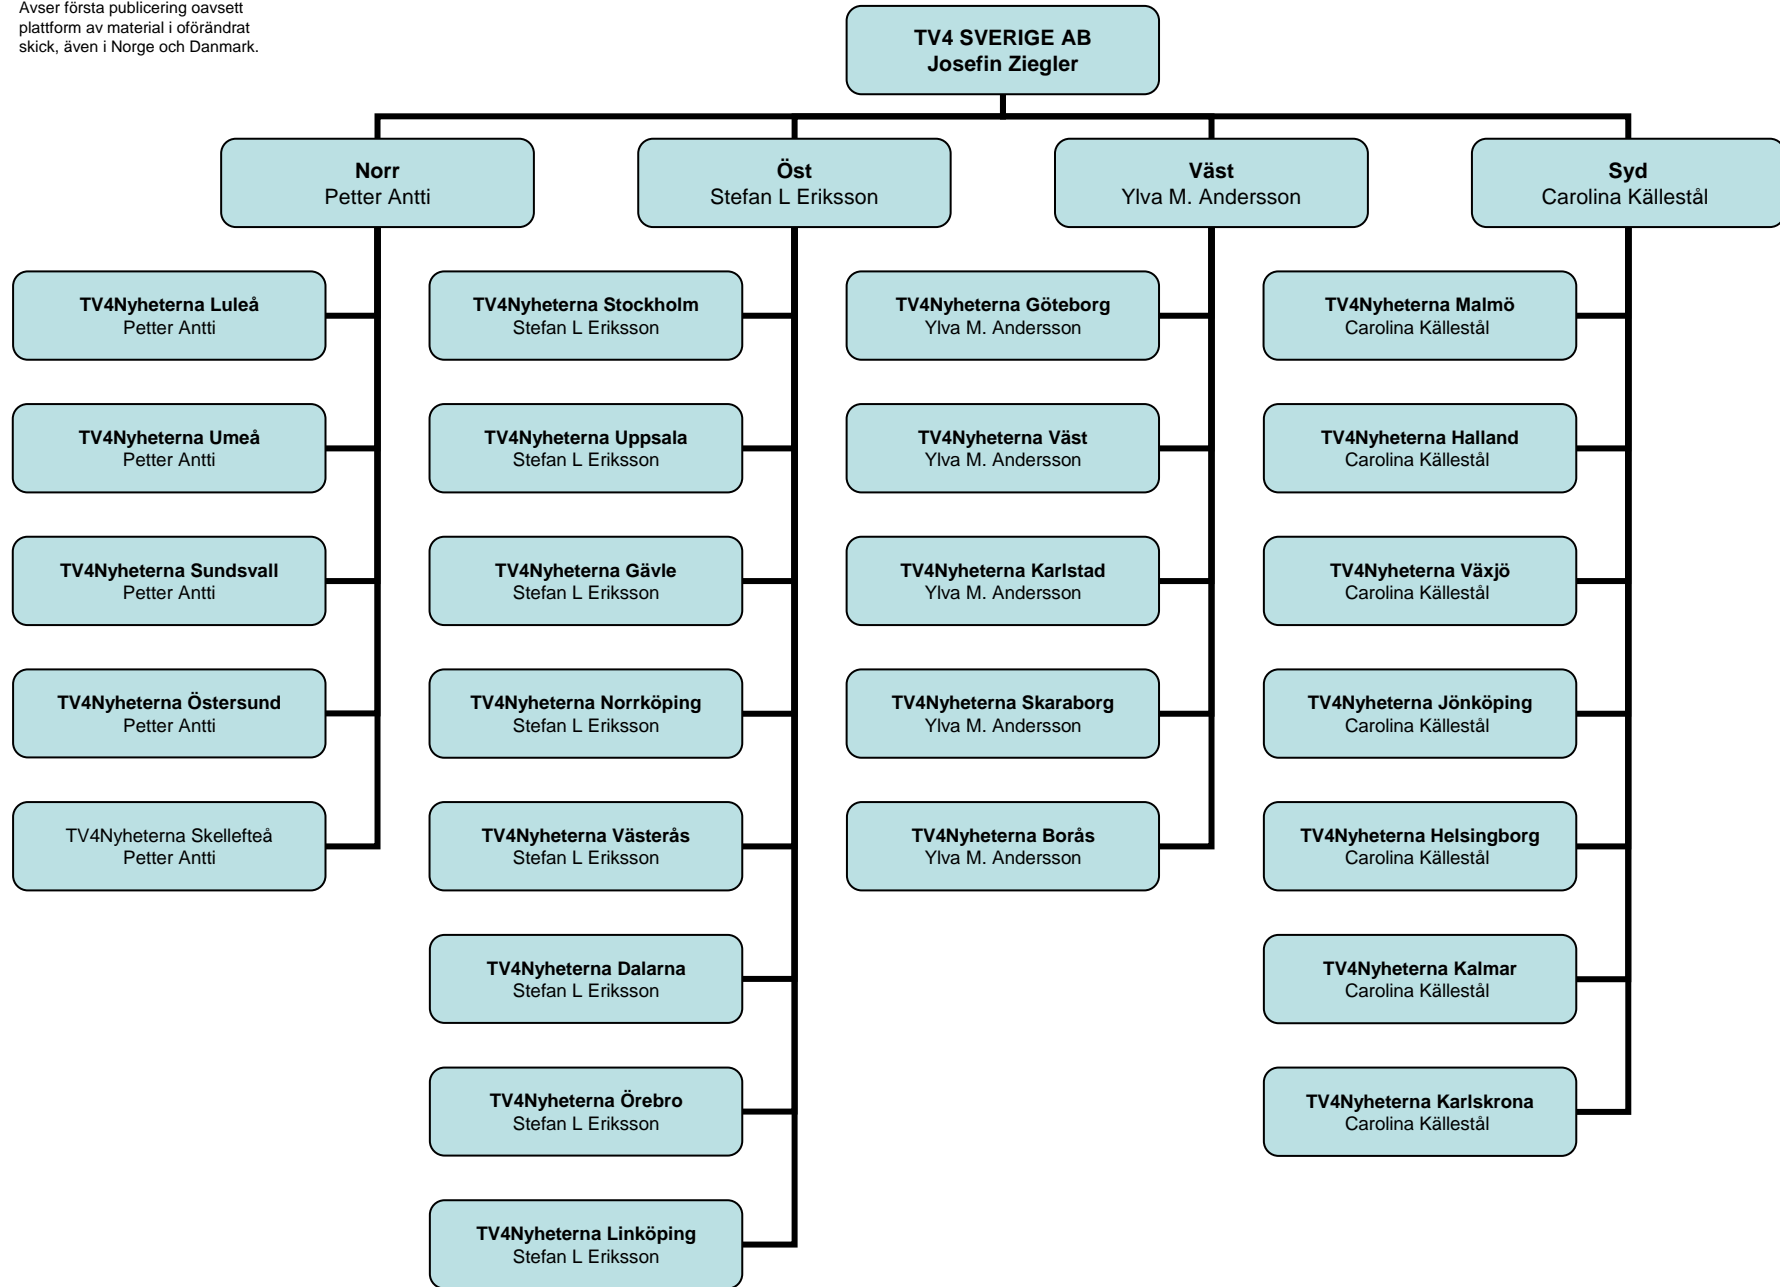 Avser första publicering oavsett
plattform av material i oförändrat
skick, även i Norge och Danmark.
TV4 SVERIGE AB
Josefin Ziegler
Norr
Petter Antti
Öst
Stefan L Eriksson
Väst
Ylva M. Andersson
Syd
Carolina Källestål
TV4Nyheterna Luleå
Petter Antti
TV4Nyheterna Stockholm
Stefan L Eriksson
TV4Nyheterna Göteborg
Ylva M. Andersson
TV4Nyheterna Malmö
Carolina Källestål
TV4Nyheterna Umeå
Petter Antti
TV4Nyheterna Uppsala
Stefan L Eriksson
TV4Nyheterna Väst
Ylva M. Andersson
TV4Nyheterna Halland
Carolina Källestål
TV4Nyheterna Sundsvall
Petter Antti
TV4Nyheterna Gävle
Stefan L Eriksson
TV4Nyheterna Karlstad
Ylva M. Andersson
TV4Nyheterna Växjö
Carolina Källestål
TV4Nyheterna Östersund
Petter Antti
TV4Nyheterna Norrköping
Stefan L Eriksson
TV4Nyheterna Skaraborg
Ylva M. Andersson
TV4Nyheterna Jönköping
Carolina Källestål
TV4Nyheterna Skellefteå
Petter Antti
TV4Nyheterna Västerås
Stefan L Eriksson
TV4Nyheterna Borås
Ylva M. Andersson
TV4Nyheterna Helsingborg
Carolina Källestål
TV4Nyheterna Dalarna
Stefan L Eriksson
TV4Nyheterna Kalmar
Carolina Källestål
TV4Nyheterna Örebro
Stefan L Eriksson
TV4Nyheterna Karlskrona
Carolina Källestål
TV4Nyheterna Linköping
Stefan L Eriksson